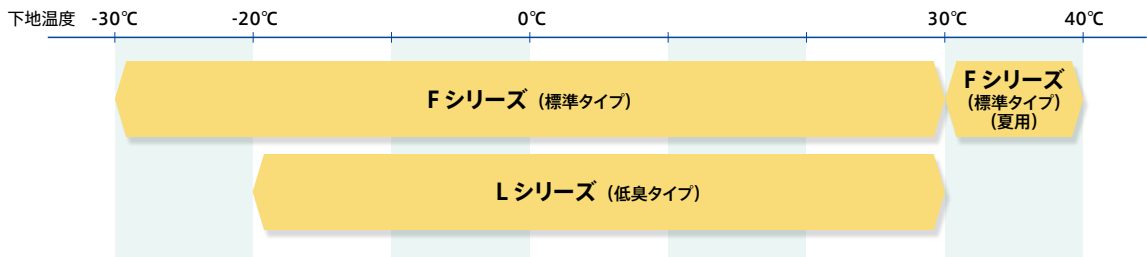 下地温度 -30℃ -20℃ 0℃ 30℃ 40℃
F シリーズ（標準タイプ）
F シリーズ
（標準タイプ）
（夏用）
L シリーズ（低臭タイプ）